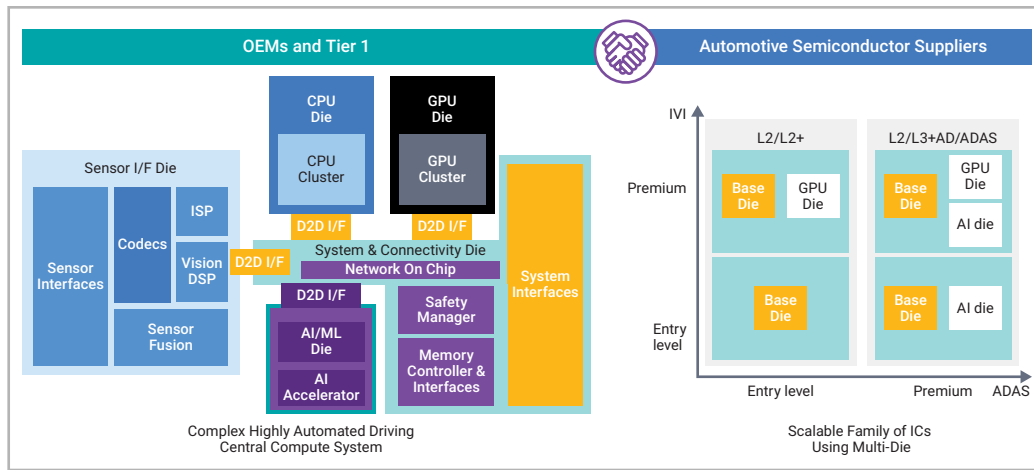 OEMs and Tier 1
Automotive Semiconductor Suppliers
Sensor I/F Die
Sensor
Interfaces
Codecs
ISP
Vision
DSP
Sensor
Fusion
CPU
Die
CPU
Cluster
GPU
Die
GPU
Cluster
D2D I/F
D2D I/F
D2D I/F
System & Connectivity Die
Network On Chip
D2D I/F
AI/ML
Die
AI
Accelerator
Safety
Manager
Memory
Controller &
Interfaces
System
Interfaces
Complex Highly Automated Driving
Central Compute System
IVI
Premium
Entry
level
L2/L2+
L2/L3+AD/ADAS
Base
Die
GPU
Die
Base
Die
GPU
Die
AI die
Base
Die
Base
Die
AI die
Entry level
Premium
ADAS
Scalable Family of ICs
Using Multi-Die